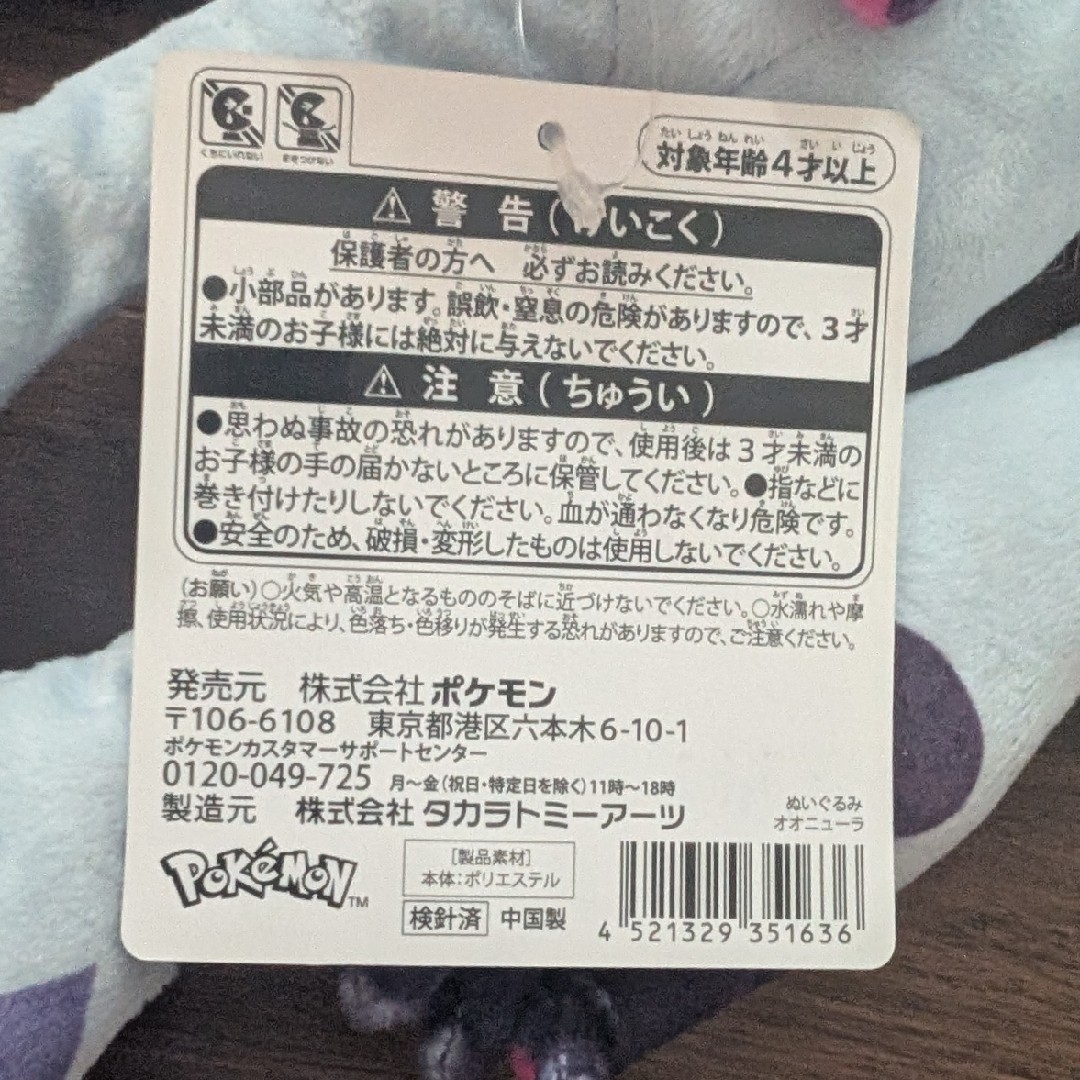 くちにいれない まきつけない
対象年齢4才以上
⚠ 警 告(けいこく)
保護者の方へ 必ずお読みください。
●小部品があります。誤飲・窒息の危険がありますので、3才
未満のお子様には絶対に与えないでください。
⚠ 注 意(ちゅうい)
●思わぬ事故の恐れがありますので、使用後は3才未満の
お子様の手の届かないところに保管してください。●指などに
巻き付けたりしないでください。血が通わなくなり危険です。
●安全のため、破損・変形したものは使用しないでください。
(お願い)○火気や高温となるもののそばに近づけないでください。○水濡れや摩
擦、使用状況により、色落ち・色移りが発生する恐れがありますので、ご注意ください。
発売元 株式会社 ポケモン
〒106-6108 東京都港区六本木6-10-1
ポケモンカスタマーサポートセンター
0120-049-725 月〜金(祝日・特定日を除く)11時〜18時
製造元 株式会社 タカラトミーアーツ
ぬいぐるみ
オオニューラ
POKéMON TM
[製品素材]
本体:ポリエステル
検針済 中国製
4 521329 351636